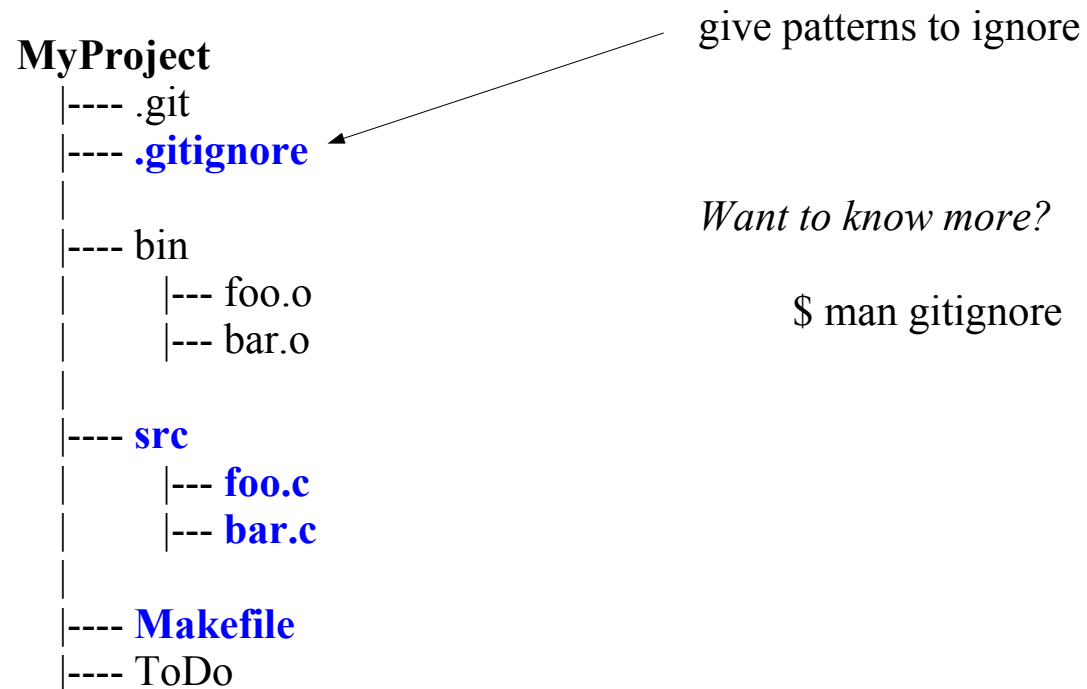 MyProject
|---- .git
|---- .gitignore
|
|---- bin
| |--- foo.o
| |--- bar.o
|
|---- src
| |--- foo.c
| |--- bar.c
|
|---- Makefile
|---- ToDo
give patterns to ignore
Want to know more?
$ man gitignore